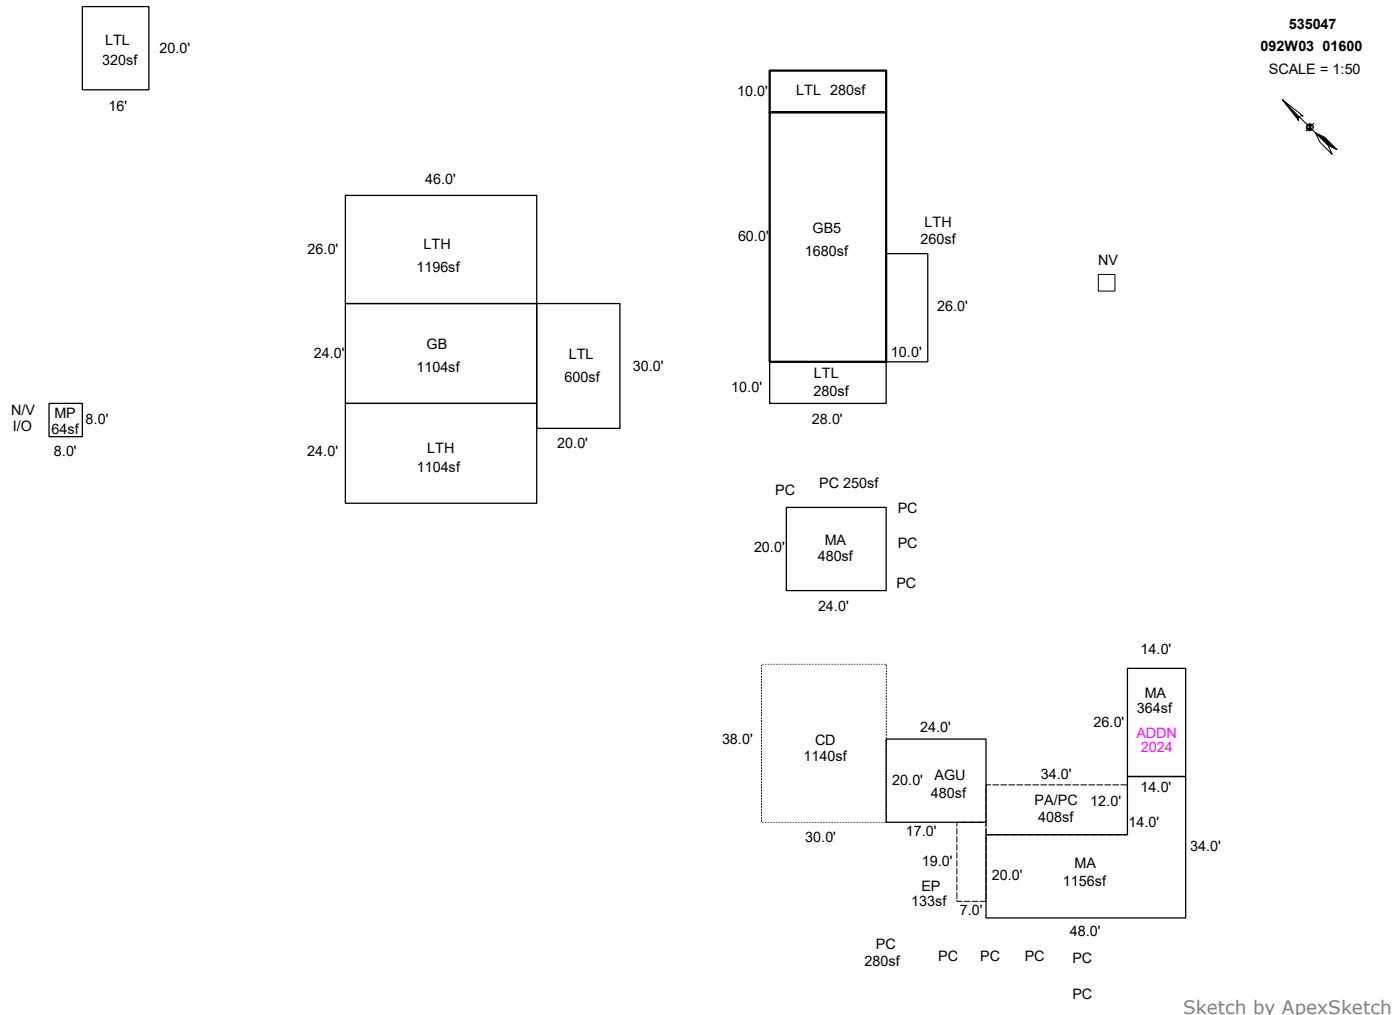 535047
092W03 01600
SCALE = 1:50
LTL
320sf
20.0'
16'
10.0'
LTL 280sf
60.0'
GB5
1680sf
LTH
260sf
26.0'
10.0'
10.0'
LTL
280sf
28.0'
NV
46.0'
26.0'
LTH
1196sf
24.0'
GB
1104sf
LTL
600sf
30.0'
20.0'
24.0'
LTH
1104sf
N/V
I/O
MP
64sf
8.0'
8.0'
PC
PC 250sf
PC
PC
PC
20.0'
MA
480sf
24.0'
14.0'
MA
364sf
26.0'
ADDN
2024
14.0'
38.0'
CD
1140sf
30.0'
24.0'
20.0'
AGU
480sf
17.0'
34.0'
PA/PC
408sf
12.0'
14.0'
34.0'
19.0'
EP
133sf
7.0'
20.0'
MA
1156sf
48.0'
PC
280sf
PC
PC
PC
PC
PC
Sketch by ApexSketch